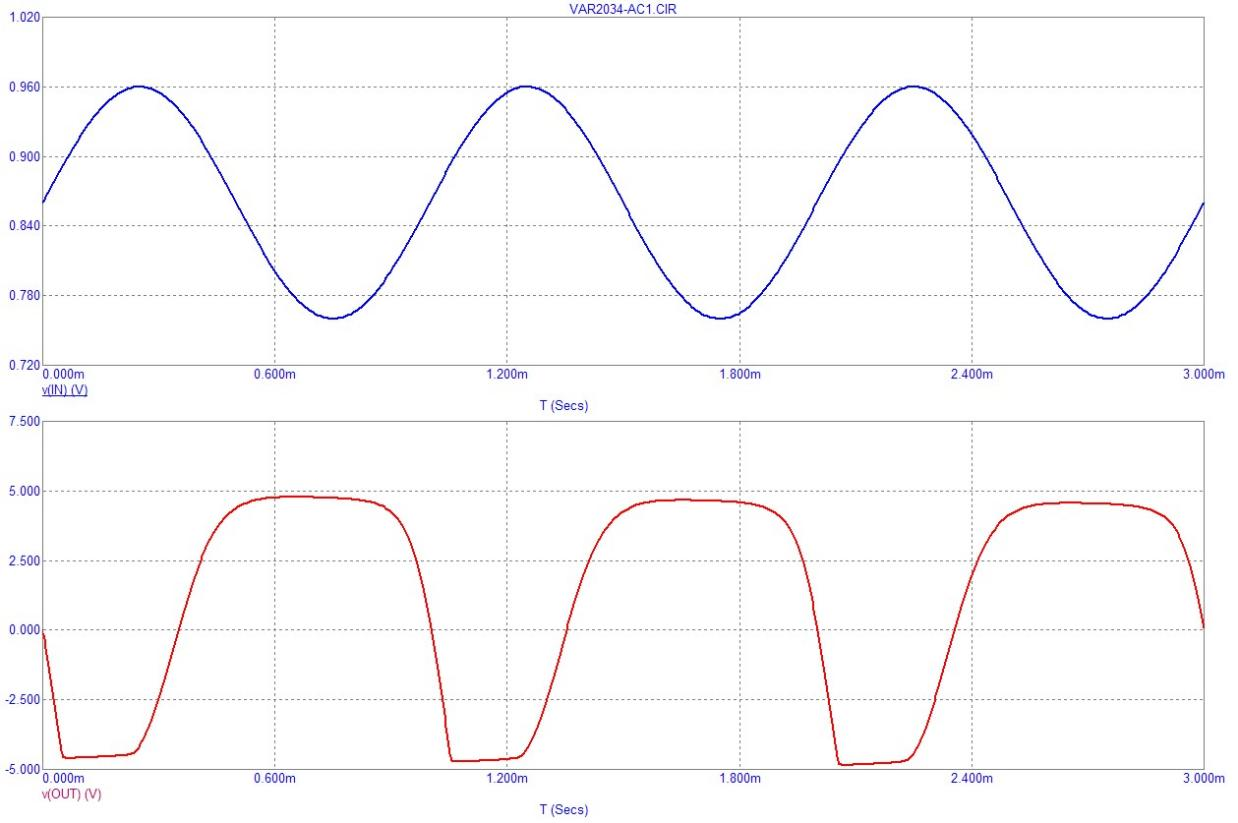 VAR2034-AC1.CIR
1.020
0.960
0.900
0.840
0.780
0.720
0.000m 0.600m 1.200m 1.800m 2.400m 3.000m
v(IN) (V)
T (Secs)
7.500
5.000
2.500
0.000
-2.500
-5.000
0.000m 0.600m 1.200m 1.800m 2.400m 3.000m
v(OUT) (V)
T (Secs)